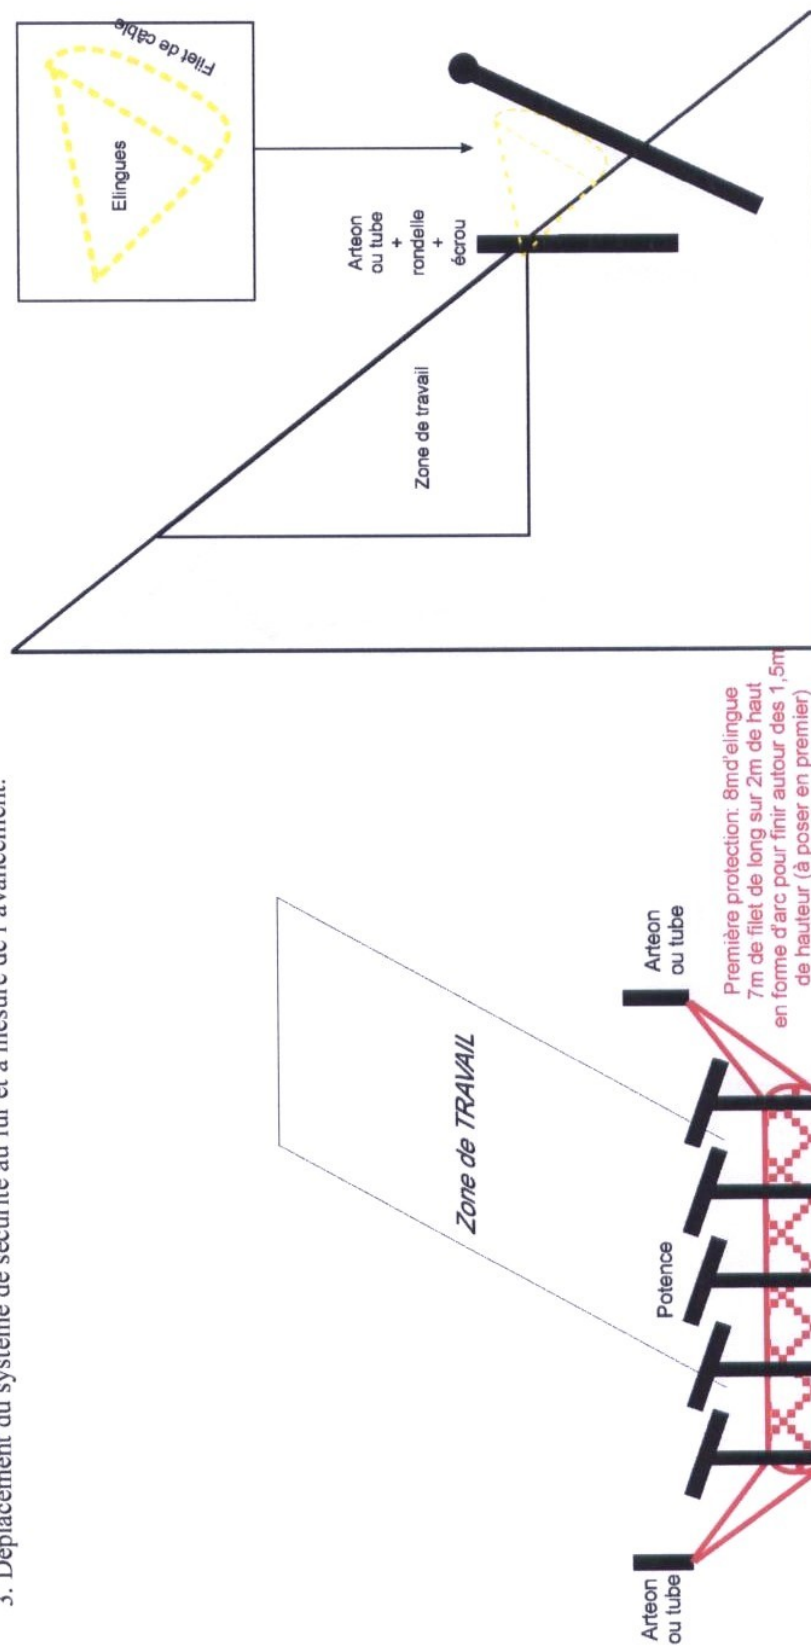 3. Déplacement du système de sécurité au fur et à mesure de l'avancement.
Zone de TRAVAIL
Arteon
ou tube
Potence
Arteon
ou tube
Première protection: 8md'elingue
7m de filet de long sur 2m de haut
en forme d'arc pour finir autour des 1,5m
de hauteur (à poser en premier)
Elingues
Filet de câble
Arteon
ou tube
+
rondelle
+
écrou
Zone de travail